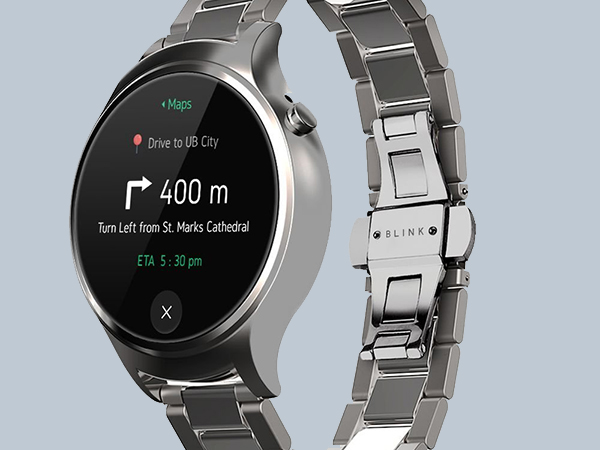 Maps
Drive to UB City
400 m
Turn Left from St. Marks Cathedral
ETA 5 : 30 pm
X
BLINK